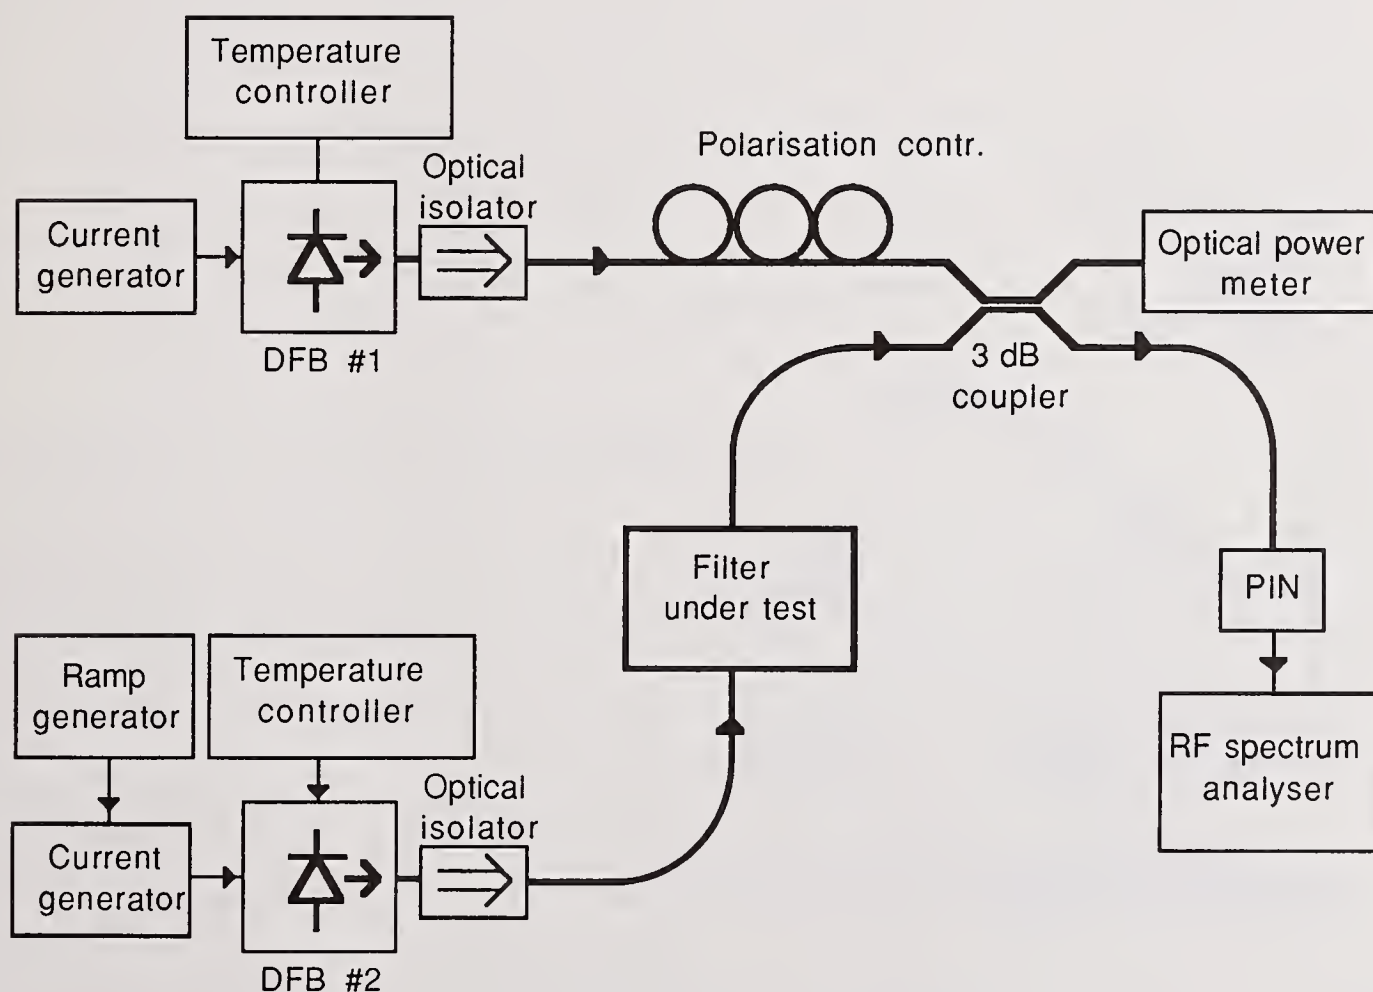 Temperature
controller
Optical
isolator
Polarisation contr.
Current
generator
Optical power
meter
DFB #1
3 dB
coupler
Filter
under test
PIN
Ramp
generator
Temperature
controller
RF spectrum
analyser
Optical
isolator
Current
generator
DFB #2